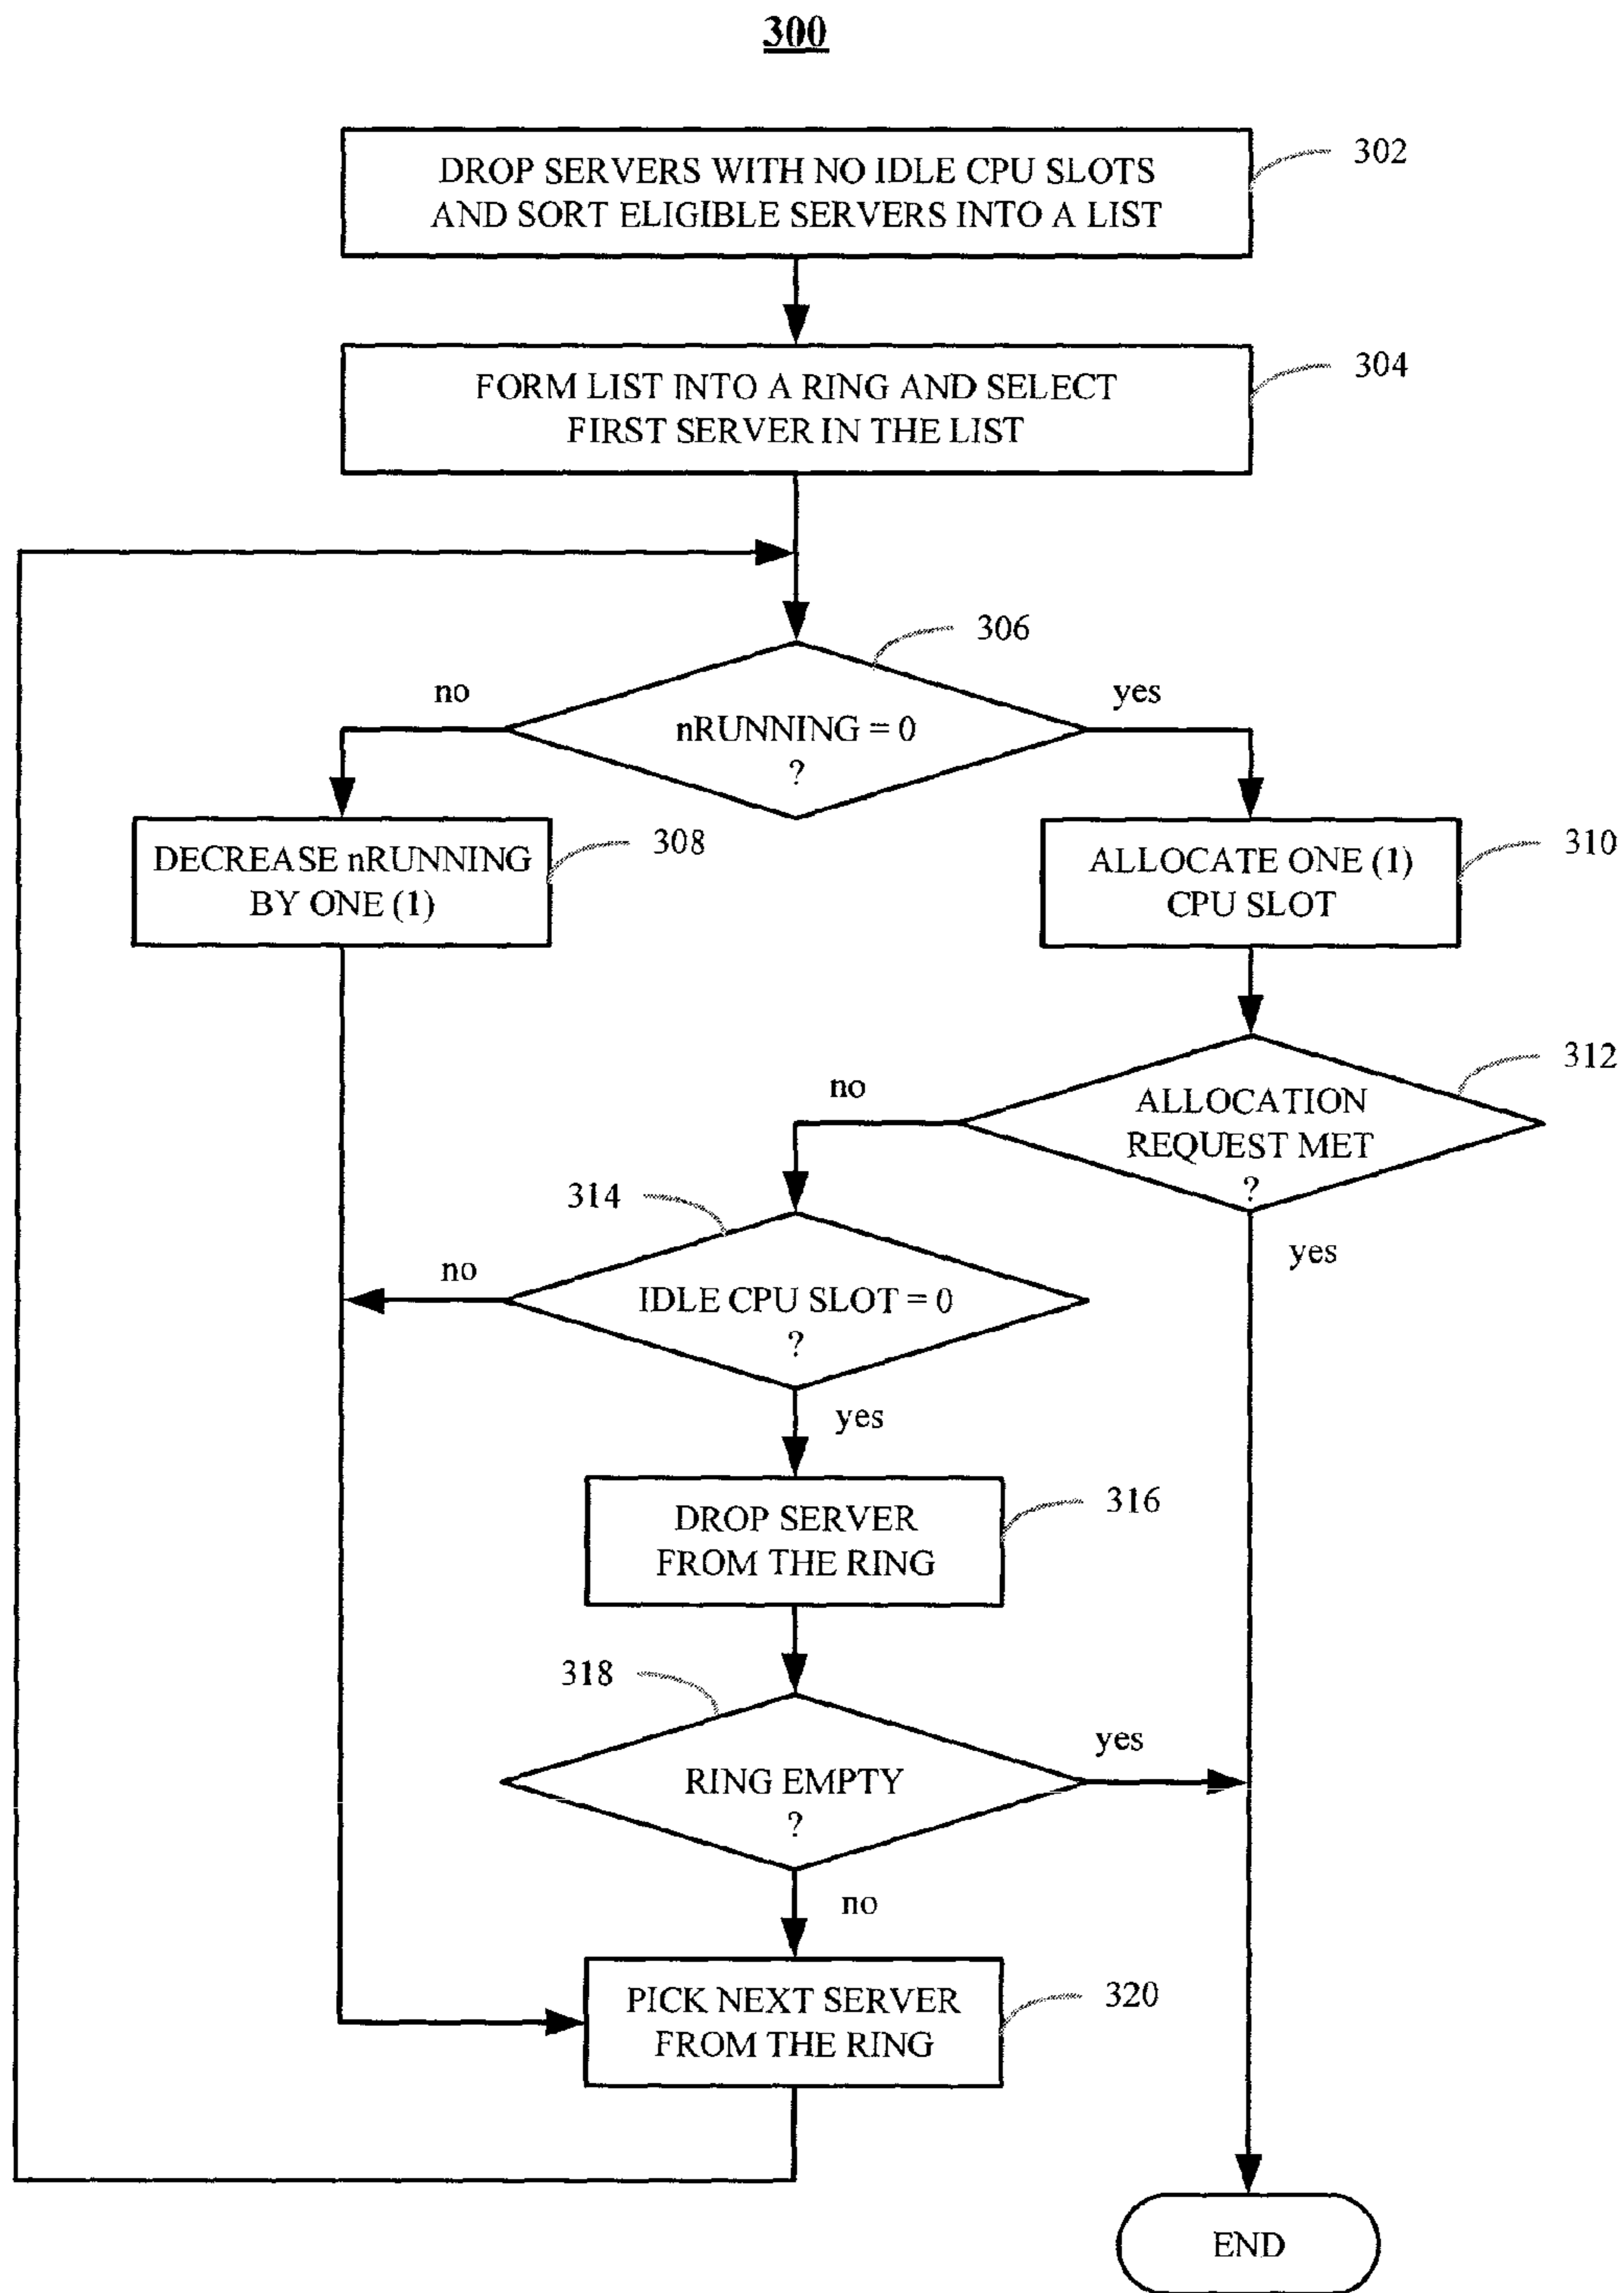 300
DROP SERVERS WITH NO IDLE CPU SLOTS
AND SORT ELIGIBLE SERVERS INTO A LIST
302
FORM LIST INTO A RING AND SELECT
FIRST SERVER IN THE LIST
304
306
no
yes
nRUNNING = 0
?
DECREASE nRUNNING
BY ONE (1)
308
ALLOCATE ONE (1)
CPU SLOT
310
312
no
ALLOCATION
REQUEST MET
?
yes
314
no
IDLE CPU SLOT = 0
?
yes
DROP SERVER
FROM THE RING
316
318
yes
RING EMPTY
?
no
PICK NEXT SERVER
FROM THE RING
320
END